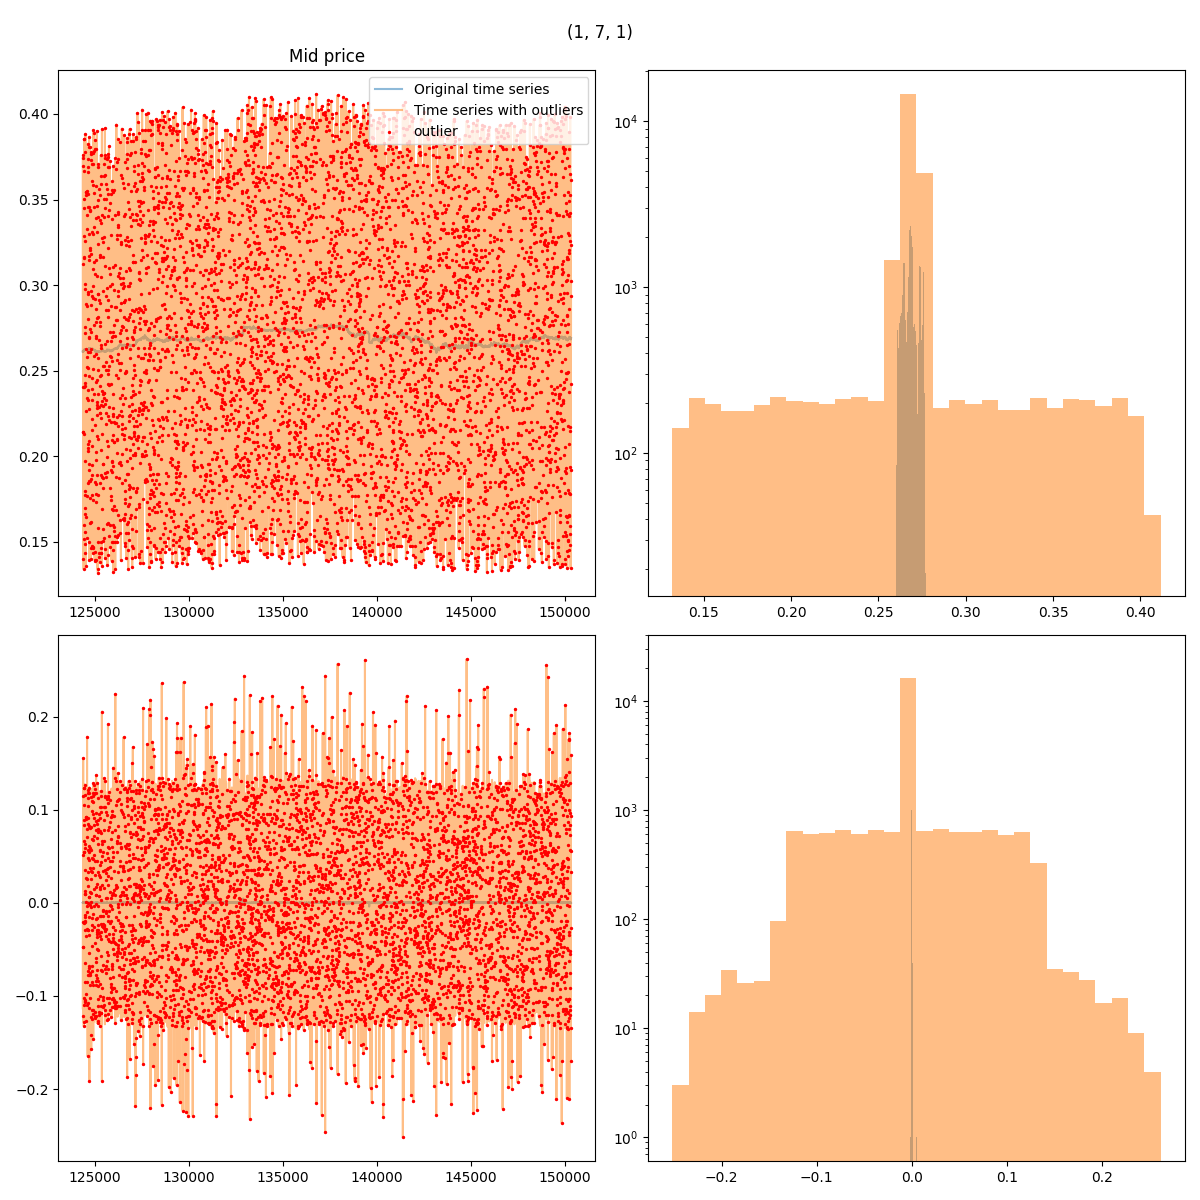 (1, 7, 1)
Mid price
Original time series
Time series with outliers
outlier
0.40
0.35
0.30
0.25
0.20
0.15
125000 130000 135000 140000 145000 150000
10⁴
10³
10²
0.15 0.20 0.25 0.30 0.35 0.40
0.2
0.1
0.0
−0.1
−0.2
125000 130000 135000 140000 145000 150000
10⁴
10³
10²
10¹
10⁰
−0.2 −0.1 0.0 0.1 0.2